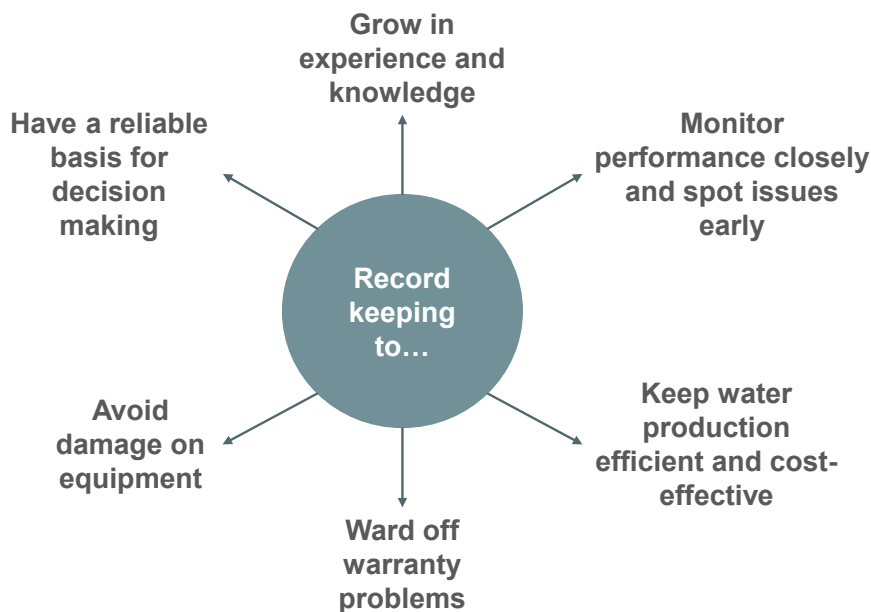 Grow in
experience and
knowledge
Have a reliable
basis for
decision
making
Monitor
performance closely
and spot issues
early
Record
keeping
to…
Avoid
damage on
equipment
Keep water
production
efficient and cost-
effective
Ward off
warranty
problems